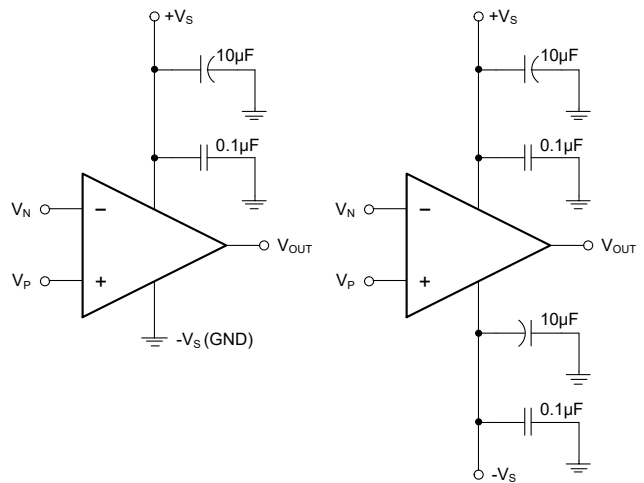 +VS
10µF
0.1µF
VN
−
VP
+
VOUT
-VS (GND)
+VS
10µF
0.1µF
VN
−
VP
+
VOUT
10µF
0.1µF
-VS